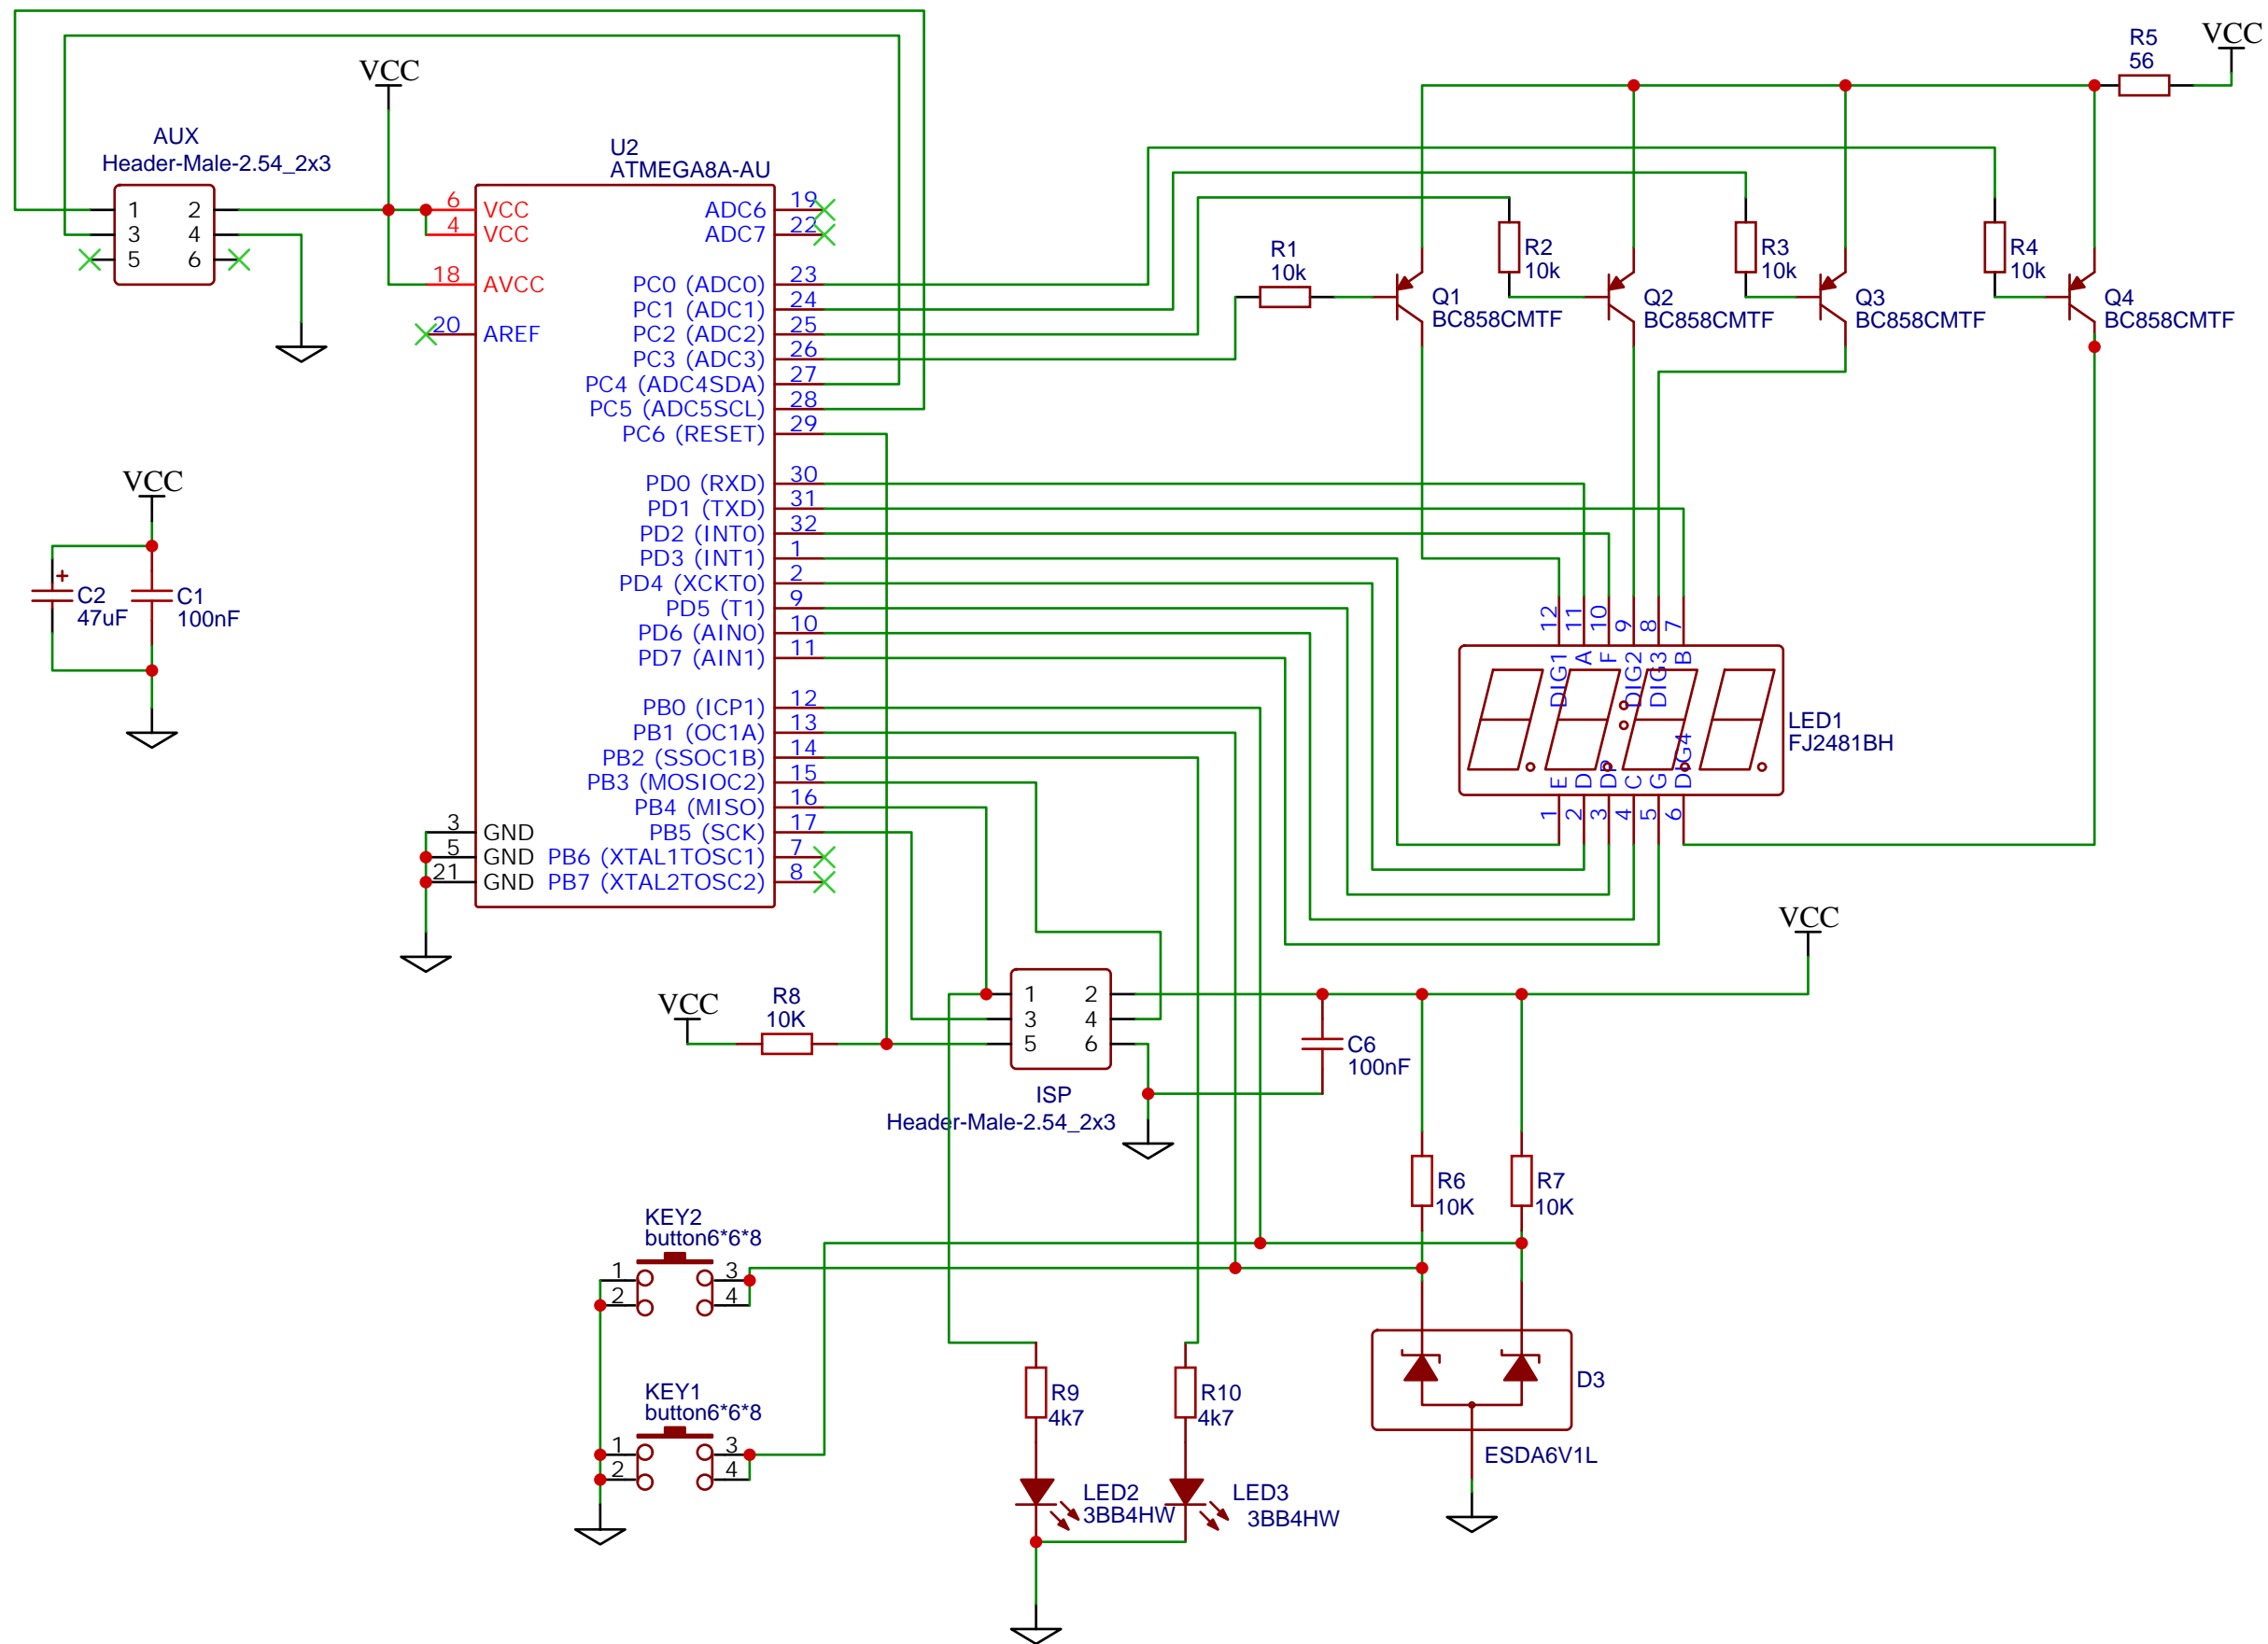 VCC
R5
56
VCC
AUX
Header-Male-2.54_2x3
1 2
3 4
5 6
U2
ATMEGA8A-AU
6 VCC
4 VCC
18 AVCC
20 AREF
3 GND
5 GND
21 GND
ADC6 19
ADC7 22
PC0 (ADC0) 23
PC1 (ADC1) 24
PC2 (ADC2) 25
PC3 (ADC3) 26
PC4 (ADC4SDA) 27
PC5 (ADC5SCL) 28
PC6 (RESET) 29
PD0 (RXD) 30
PD1 (TXD) 31
PD2 (INT0) 32
PD3 (INT1) 1
PD4 (XCKT0) 2
PD5 (T1) 9
PD6 (AIN0) 10
PD7 (AIN1) 11
PB0 (ICP1) 12
PB1 (OC1A) 13
PB2 (SSOC1B) 14
PB3 (MOSIOC2) 15
PB4 (MISO) 16
PB5 (SCK) 17
PB6 (XTAL1TOSC1) 7
PB7 (XTAL2TOSC2) 8
R1
10k
R2
10k
R3
10k
R4
10k
Q1
BC858CMTF
Q2
BC858CMTF
Q3
BC858CMTF
Q4
BC858CMTF
VCC
+
C2
47uF
C1
100nF
12 11 10 9 8 7
DIG1 A F DIG2 DIG3 B
LED1
FJ2481BH
E D DP C G DIG4
1 2 3 4 5 6
VCC
VCC
R8
10K
1 2
3 4
5 6
ISP
Header-Male-2.54_2x3
C6
100nF
R6
10K
R7
10K
KEY2
button6*6*8
1 3
2 4
KEY1
button6*6*8
1 3
2 4
R9
4k7
R10
4k7
LED2
3BB4HW
LED3
3BB4HW
D3
ESDA6V1L